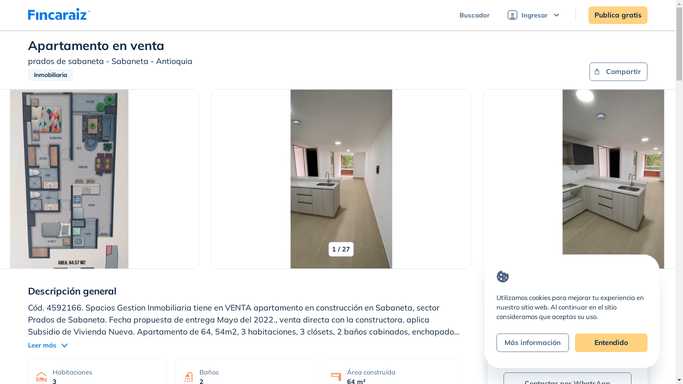 Fincaraiz
Buscador
Ingresar
Publica gratis
Apartamento en venta
prados de sabaneta - Sabaneta - Antioquia
Inmobiliaria
Compartir
AREA: 64.57 M2
1 / 27
Descripción general
Cód. 4592166. Spacios Gestion Inmobiliaria tiene en VENTA apartamento en construcción en Sabaneta, sector
Prados de Sabaneta. Fecha propuesta de entrega Mayo del 2022., venta directo con la constructora, aplica
Subsidio de Vivienda Nueva. Apartamento de 64, 54m2, 3 habitaciones, 3 clósets, 2 baños cabinados, enchapado...
Leer más
Habitaciones
3
Baños
2
Área construida
64 m²
Utilizamos cookies para mejorar tu experiencia en
nuestro sitio web. Al continuar en el sitio
consideramos que aceptas su uso.
Más información
Entendido
Contactar por WhatsApp